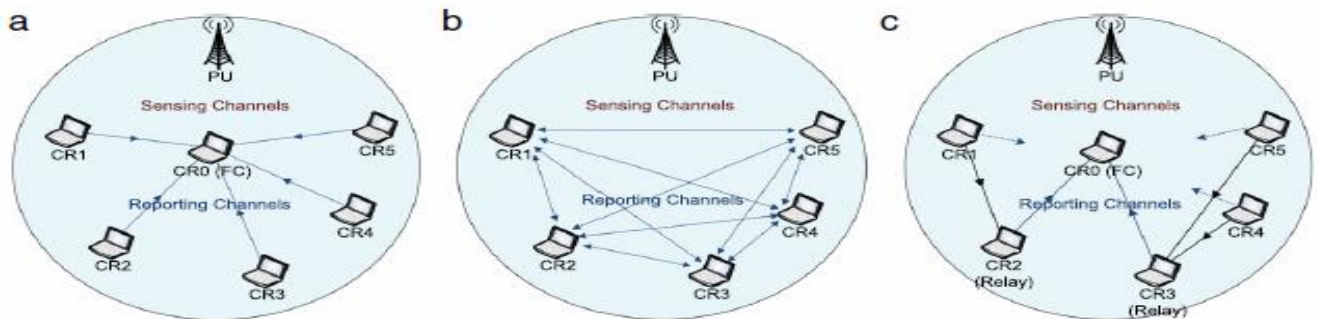 a
PU
Sensing Channels
CR1
CR5
CR0 (FC)
Reporting Channels
CR4
CR2
CR3
b
PU
Sensing Channels
CR1
CR5
Reporting Channels
CR4
CR2
CR3
c
PU
Sensing Channels
CR1
CR5
CR0 (FC)
Reporting Channels
CR4
CR2
(Relay)
CR3
(Relay)